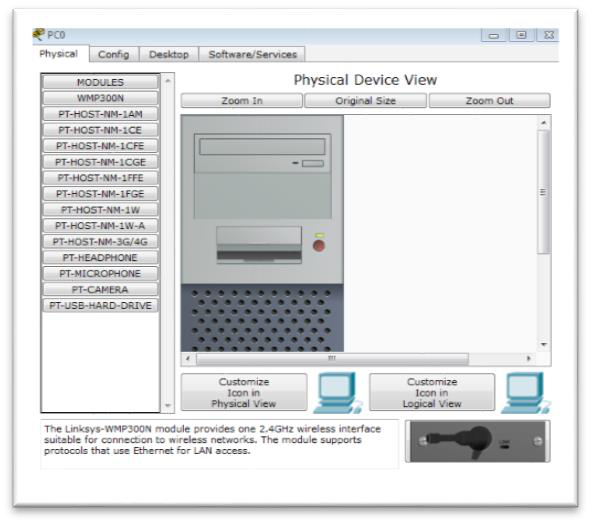 PC0
Physical Config Desktop Software/Services
MODULES
WMP300N
PT-HOST-NM-1AM
PT-HOST-NM-1CE
PT-HOST-NM-1CFE
PT-HOST-NM-1CGE
PT-HOST-NM-1FFE
PT-HOST-NM-1FGE
PT-HOST-NM-1W
PT-HOST-NM-1W-A
PT-HOST-NM-3G/4G
PT-HEADPHONE
PT-MICROPHONE
PT-CAMERA
PT-USB-HARD-DRIVE
Physical Device View
Zoom In Original Size Zoom Out
Customize
Icon in
Physical View
Customize
Icon in
Logical View
The Linksys-WMP300N module provides one 2.4GHz wireless interface
suitable for connection to wireless networks. The module supports
protocols that use Ethernet for LAN access.